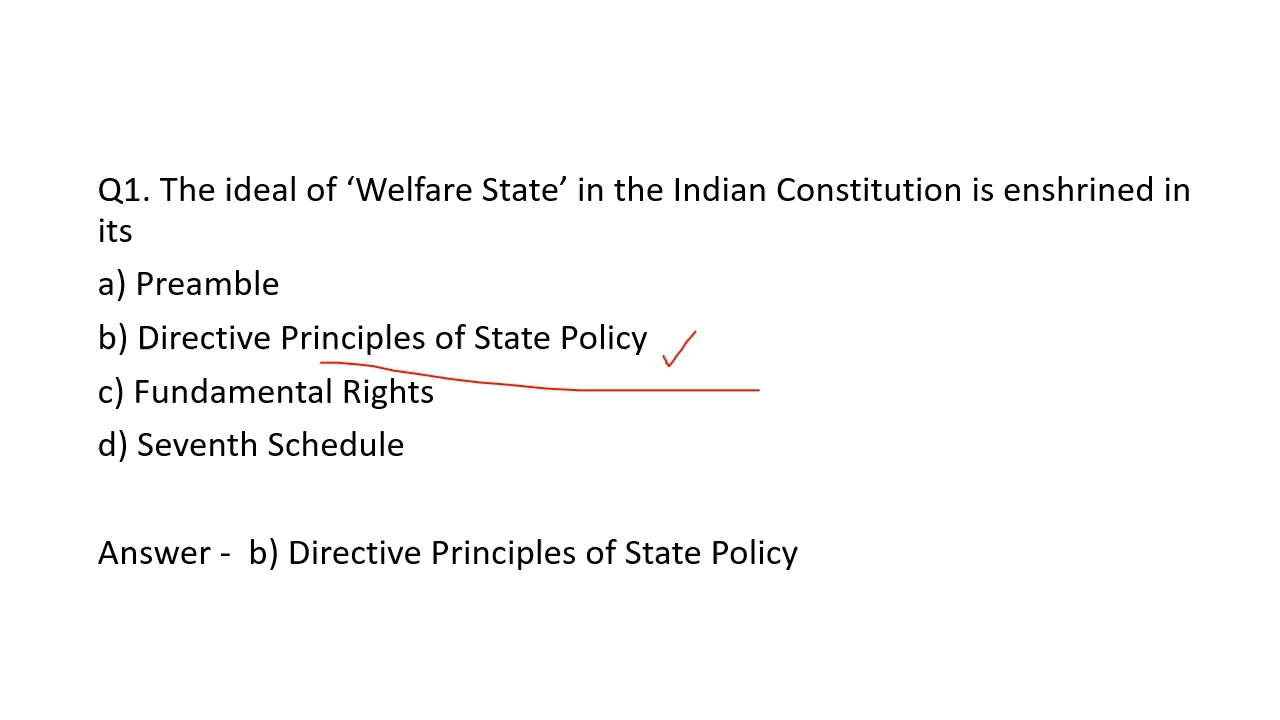 Q1. The ideal of ‘Welfare State’ in the Indian Constitution is enshrined in
its
a) Preamble
b) Directive Principles of State Policy
c) Fundamental Rights
d) Seventh Schedule
Answer -  b) Directive Principles of State Policy